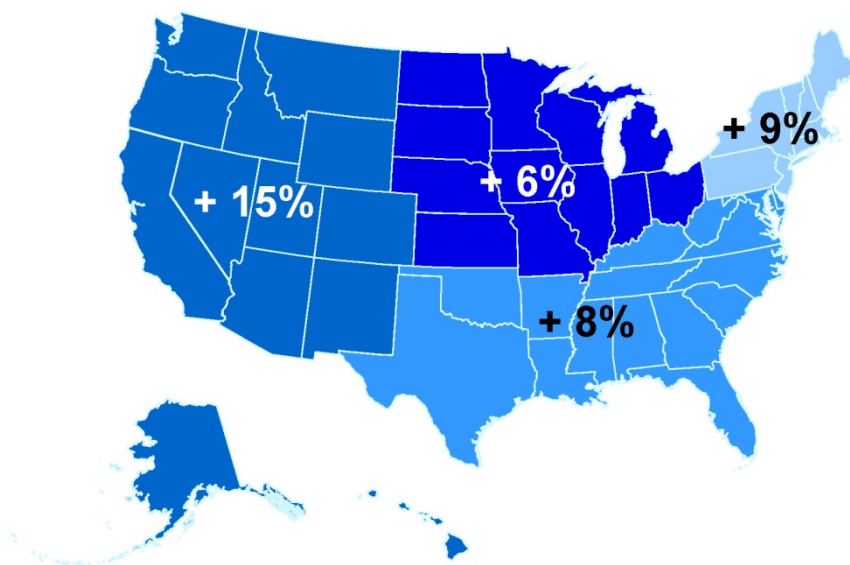 + 9%
+ 15%
+ 6%
+ 8%